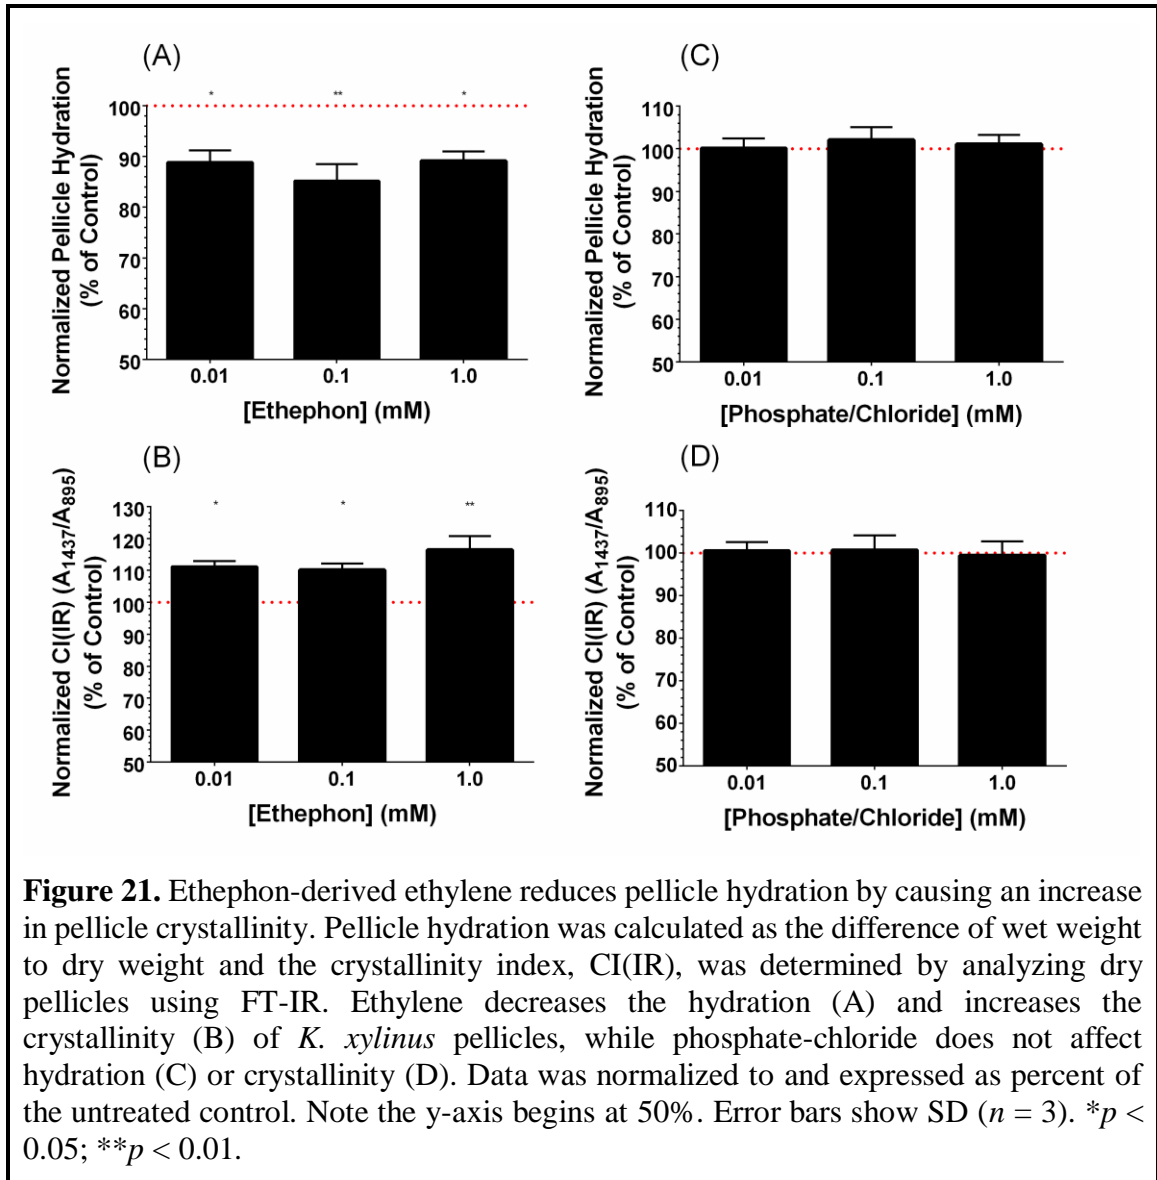 (A)
Normalized Pellicle Hydration
(% of Control)
* ** *
100
90
80
70
60
50
0.01 0.1 1.0
[Ethephon] (mM)
(C)
Normalized Pellicle Hydration
(% of Control)
110
100
90
80
70
60
50
0.01 0.1 1.0
[Phosphate/Chloride] (mM)
(B)
Normalized CI(IR) (A1437/A895)
(% of Control)
* * **
130
120
110
100
90
80
70
60
50
0.01 0.1 1.0
[Ethephon] (mM)
(D)
Normalized CI(IR) (A1437/A895)
(% of Control)
110
100
90
80
70
60
50
0.01 0.1 1.0
[Phosphate/Chloride] (mM)
Figure 21. Ethephon-derived ethylene reduces pellicle hydration by causing an increase
in pellicle crystallinity. Pellicle hydration was calculated as the difference of wet weight
to dry weight and the crystallinity index, CI(IR), was determined by analyzing dry
pellicles using FT-IR. Ethylene decreases the hydration (A) and increases the
crystallinity (B) of K. xylinus pellicles, while phosphate-chloride does not affect
hydration (C) or crystallinity (D). Data was normalized to and expressed as percent of
the untreated control. Note the y-axis begins at 50%. Error bars show SD (n = 3). *p <
0.05; **p < 0.01.